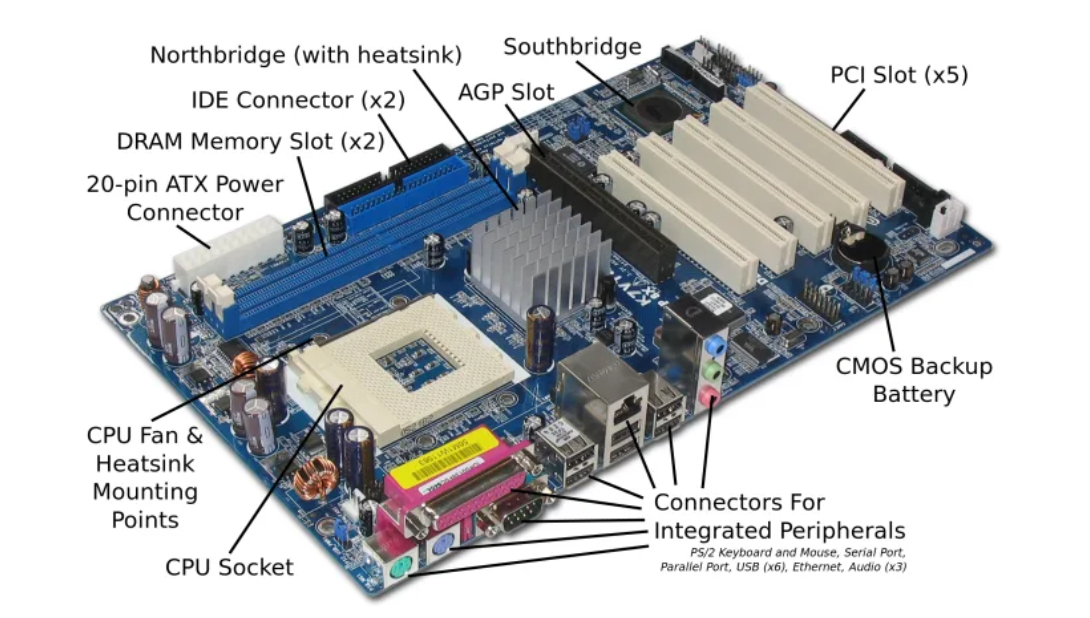 Northbridge (with heatsink)
Southbridge
PCI Slot (x5)
IDE Connector (x2)
AGP Slot
DRAM Memory Slot (x2)
20-pin ATX Power
Connector
CMOS Backup
Battery
CPU Fan &
Heatsink
Mounting
Points
CPU Socket
Connectors For
Integrated Peripherals
PS/2 Keyboard and Mouse, Serial Port,
Parallel Port, USB (x6), Ethernet, Audio (x3)